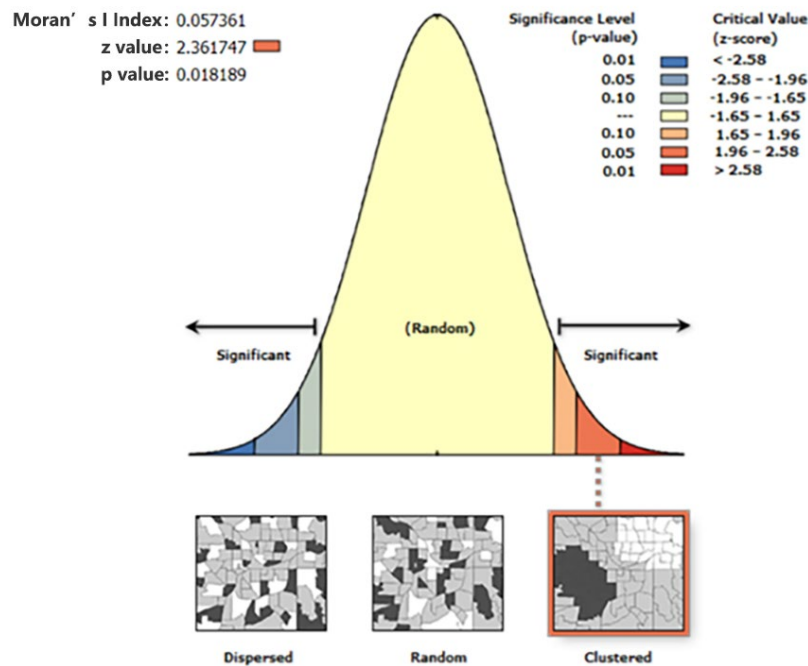 Moran’ s I Index: 0.057361
z value: 2.361747
p value: 0.018189
Significance Level
(p-value)
Critical Value
(z-score)
0.01 < -2.58
0.05 -2.58 – -1.96
0.10 -1.96 – -1.65
--- -1.65 – 1.65
0.10 1.65 – 1.96
0.05 1.96 – 2.58
0.01 > 2.58
(Random)
Significant
Significant
Dispersed
Random
Clustered